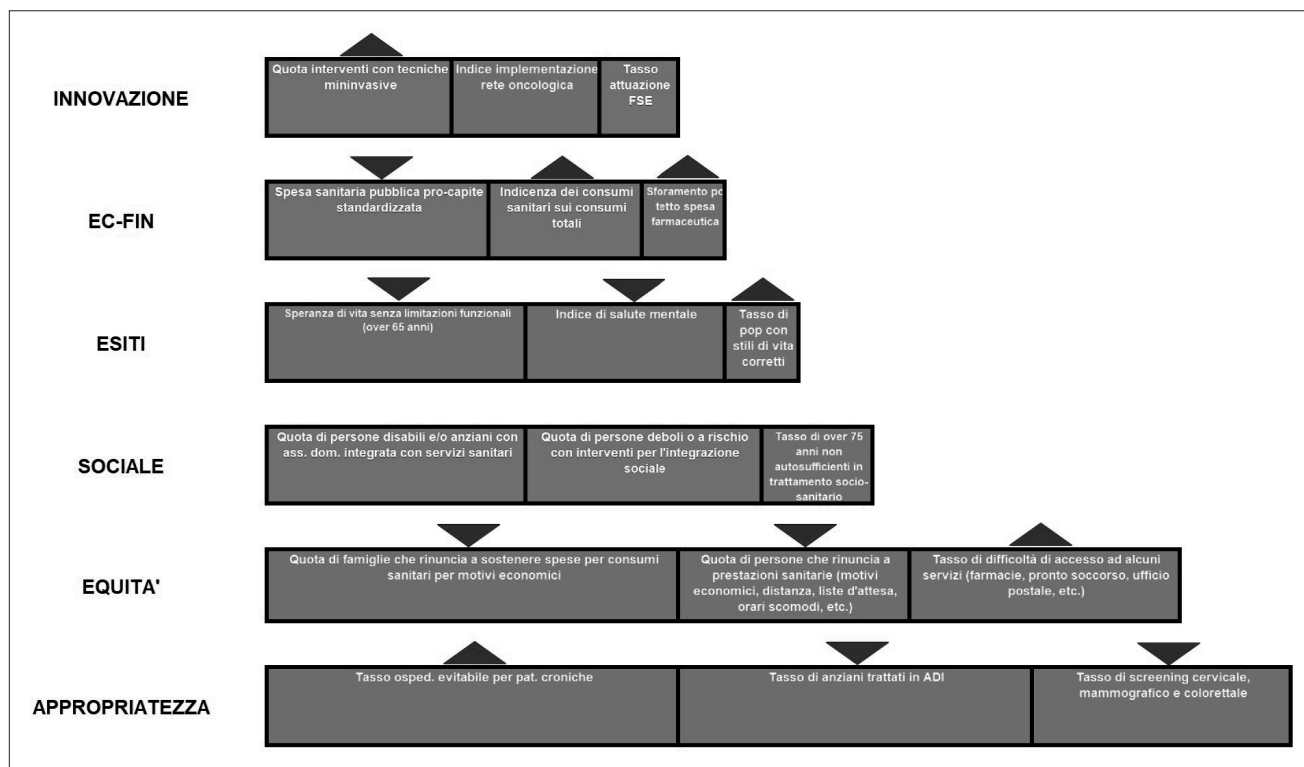 Quota interventi con tecniche
mininvasive
Indice implementazione
rete oncologica
Tasso
attuazione
FSE
INNOVAZIONE
Spesa sanitaria pubblica pro-capite
standardizzata
Indicenza dei consumi
sanitari sui consumi
totali
Sforamento pc
tetto spesa
farmaceutica
EC-FIN
Speranza di vita senza limitazioni funzionali
(over 65 anni)
Indice di salute mentale
Tasso di
pop con
stili di vita
corretti
ESITI
Quota di persone disabili e/o anziani con
ass. dom. integrata con servizi sanitari
Quota di persone deboli o a rischio
con interventi per l'integrazione
sociale
Tasso di over 75
anni non
autosufficienti in
trattamento socio-
sanitario
SOCIALE
Quota di famiglie che rinuncia a sostenere spese per consumi
sanitari per motivi economici
Quota di persone che rinuncia a
prestazioni sanitarie (motivi
economici, distanza, liste d'attesa,
orari scomodi, etc.)
Tasso di difficoltà di accesso ad alcuni
servizi (farmacie, pronto soccorso, ufficio
postale, etc.)
EQUITA'
Tasso osped. evitabile per pat. croniche
Tasso di anziani trattati in ADI
Tasso di screening cervicale,
mammografico e colorettale
APPROPRIATEZZA